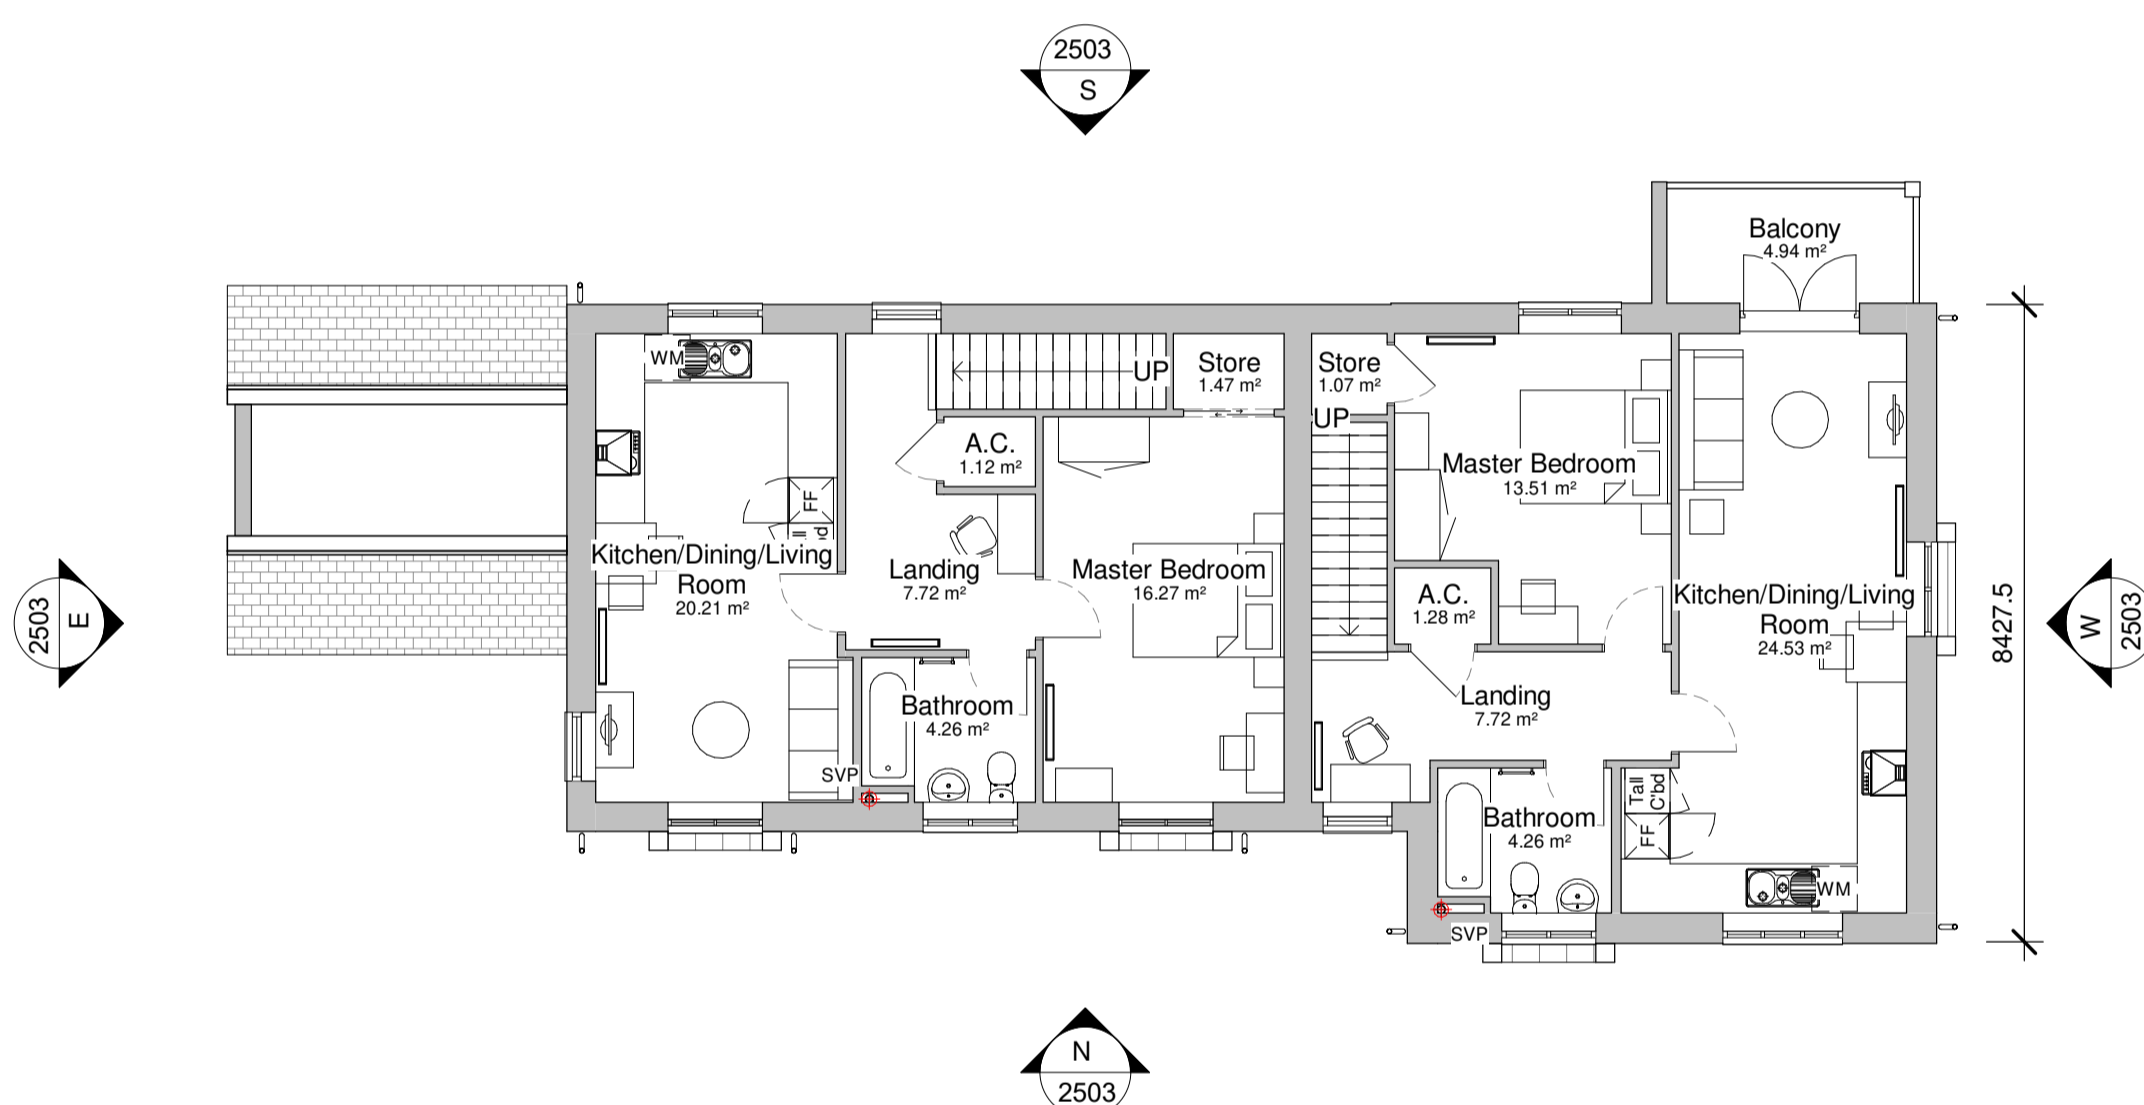 2503
S
Balcony
4.94 m²
WM
UP
Store
1.47 m²
Store
1.07 m²
UP
A.C.
1.12 m²
Master Bedroom
13.51 m²
FF
Kitchen/Dining/Living
Room
20.21 m²
Landing
7.72 m²
Master Bedroom
16.27 m²
A.C.
1.28 m²
Kitchen/Dining/Living
Room
24.53 m²
2503
E
8427.5
W
2503
Bathroom
4.26 m²
Landing
7.72 m²
SVP
Tall
C'bd
FF
Bathroom
4.26 m²
WM
SVP
N
2503